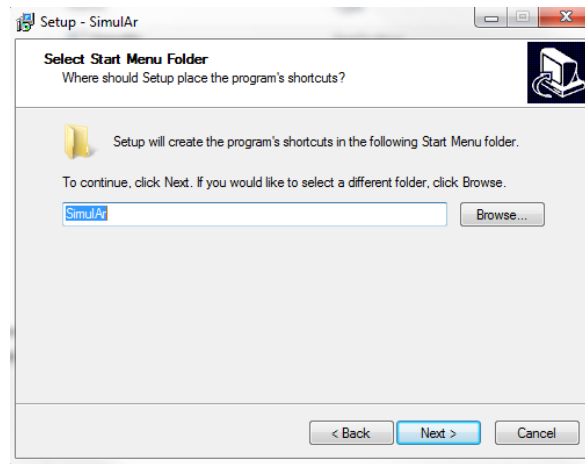 Setup - SimulAr
Select Start Menu Folder
Where should Setup place the program's shortcuts?
Setup will create the program's shortcuts in the following Start Menu folder.
To continue, click Next. If you would like to select a different folder, click Browse.
SimulAr
Browse...
< Back
Next >
Cancel